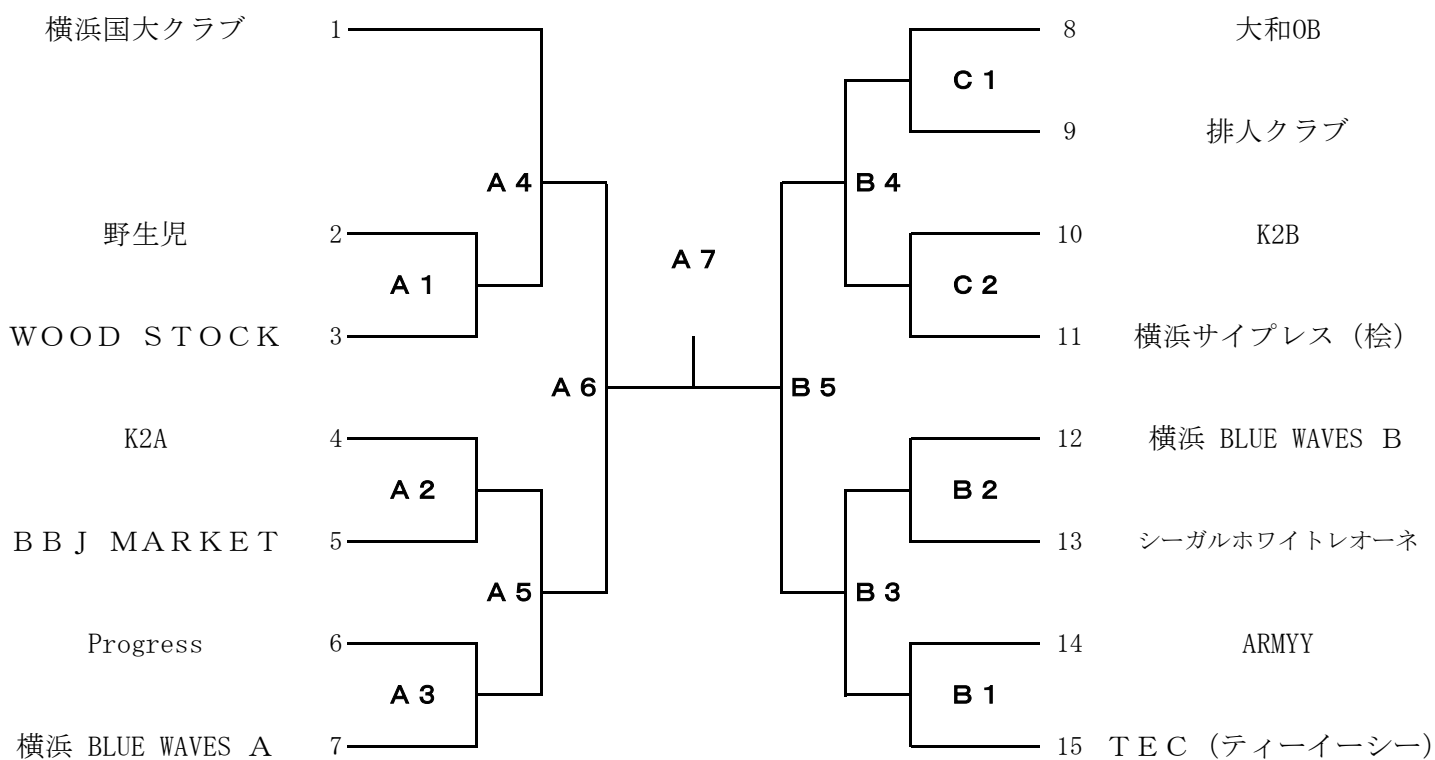 横浜国大クラブ 1
8 大和OB
Ｃ１
9 排人クラブ
Ａ４
Ｂ４
野生児 2
10 K2B
Ａ７
Ａ１
Ｃ２
ＷＯＯＤ ＳＴＯＣＫ 3
11 横浜サイプレス（桧）
Ａ６
Ｂ５
K2A 4
12 横浜 BLUE WAVES Ｂ
Ａ２
Ｂ２
ＢＢＪ ＭＡＲＫＥＴ 5
13 シーガルホワイトレオーネ
Ａ５
Ｂ３
Progress 6
14 ARMYY
Ａ３
Ｂ１
横浜 BLUE WAVES Ａ 7
15 ＴＥＣ（ティーイーシー）